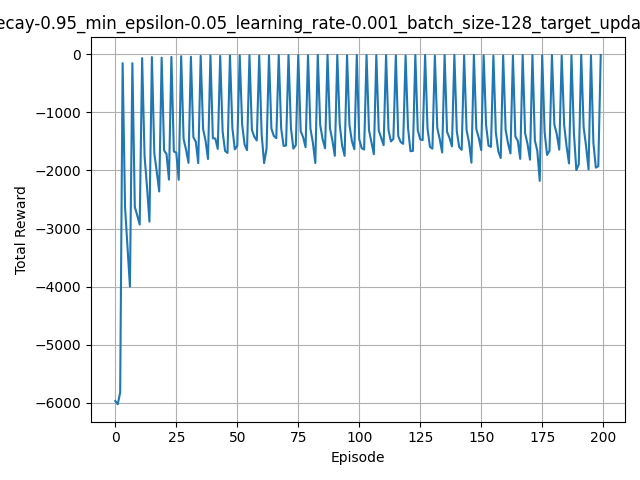 ecay-0.95_min_epsilon-0.05_learning_rate-0.001_batch_size-128_target_upda
0
−1000
−2000
−3000
−4000
−5000
−6000
Total Reward
0 25 50 75 100 125 150 175 200
Episode